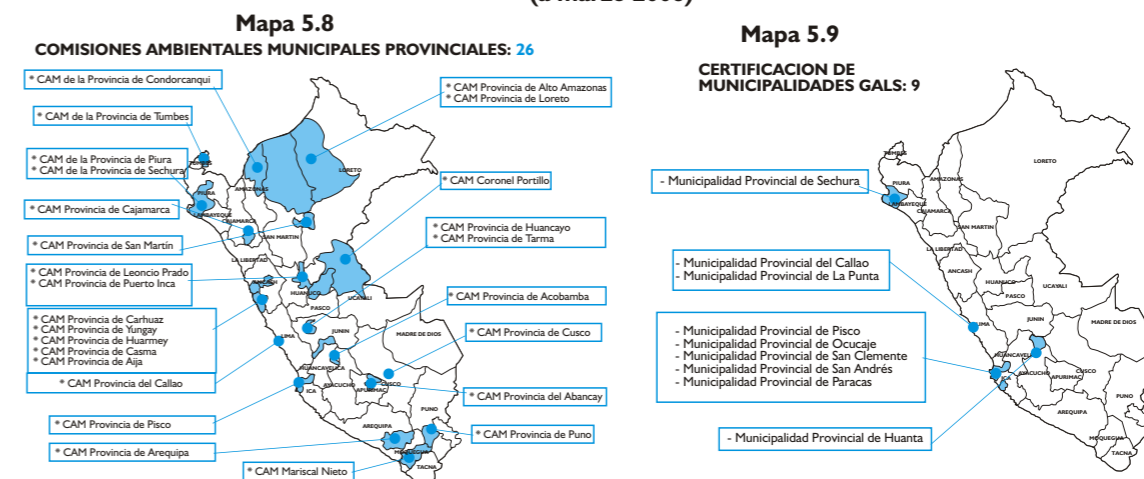 Mapa 5.8
COMISIONES AMBIENTALES MUNICIPALES PROVINCIALES: 26
* CAM de la Provincia de Condorcanqui
* CAM Provincia de Alto Amazonas
* CAM Provincia de Loreto
* CAM de la Provincia de Tumbes
* CAM de la Provincia de Piura
* CAM de la Provincia de Sechura
* CAM Coronel Portillo
* CAM Provincia de Cajamarca
* CAM Provincia de Huancayo
* CAM Provincia de Tarma
* CAM Provincia de San Martín
* CAM Provincia de Leoncio Prado
* CAM Provincia de Puerto Inca
* CAM Provincia de Acobamba
* CAM Provincia de Carhuaz
* CAM Provincia de Yungay
* CAM Provincia de Huarmey
* CAM Provincia de Casma
* CAM Provincia de Aija
* CAM Provincia de Cusco
* CAM Provincia del Callao
* CAM Provincia del Abancay
* CAM Provincia de Pisco
* CAM Provincia de Puno
* CAM Provincia de Arequipa
* CAM Mariscal Nieto
TUMBES
LORETO
PIURA
AMAZONAS
LAMBAYEQUE
CAJAMARCA
SAN MARTIN
LA LIBERTAD
ANCASH
HUANUCO
UCAYALI
PASCO
LIMA
JUNIN
MADRE DE DIOS
HUANCAVELICA
ICA
AYACUCHO
APURIMAC
CUSCO
PUNO
AREQUIPA
MOQUEGUA
TACNA
Mapa 5.9
CERTIFICACION DE
MUNICIPALIDADES GALS: 9
- Municipalidad Provincial de Sechura
- Municipalidad Provincial del Callao
- Municipalidad Provincial de La Punta
- Municipalidad Provincial de Pisco
- Municipalidad Provincial de Ocucaje
- Municipalidad Provincial de San Clemente
- Municipalidad Provincial de San Andrés
- Municipalidad Provincial de Paracas
- Municipalidad Provincial de Huanta
TUMBES
LORETO
PIURA
AMAZONAS
LAMBAYEQUE
CAJAMARCA
SAN MARTIN
LA LIBERTAD
ANCASH
HUANUCO
UCAYALI
PASCO
LIMA
JUNIN
MADRE DE DIOS
ICA
AYACUCHO
APURIMAC
CUSCO
PUNO
AREQUIPA
MOQUEGUA
TACNA